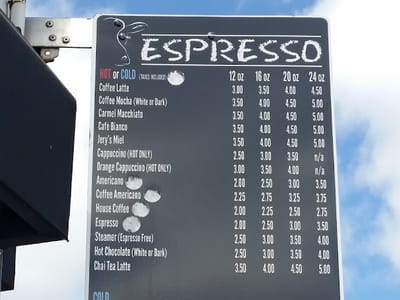 ESPRESSO
HOT or COLD (TAXES INCLUDED) 12 oz 16 oz 20 oz 24 oz
Coffee Latte 3.00 3.50 4.00 4.50
Coffee Mocha (White or Dark) 3.50 4.00 4.50 5.00
Carmel Macchiato 3.50 4.00 4.50 5.00
Cafe Bianco 3.50 4.00 4.50 5.00
Jery's Miel 3.50 4.00 4.50 5.00
Cappuccino (HOT ONLY) 2.50 3.00 3.50 n/a
Orange Cappuccino (HOT ONLY) 3.00 3.50 4.00 n/a
Americano 2.00 2.50 3.00 3.50
Coffee Americano 2.25 2.75 3.25 3.75
House Coffee 2.00 2.25 2.50 2.75
Espresso 2.00 2.50 3.00 3.50
Steamer (Espresso Free) 2.50 3.00 3.50 4.00
Hot Chocolate (White or Dark) 2.50 3.00 3.50 4.00
Chai Tea Latte 3.50 4.00 4.50 5.00
COLD